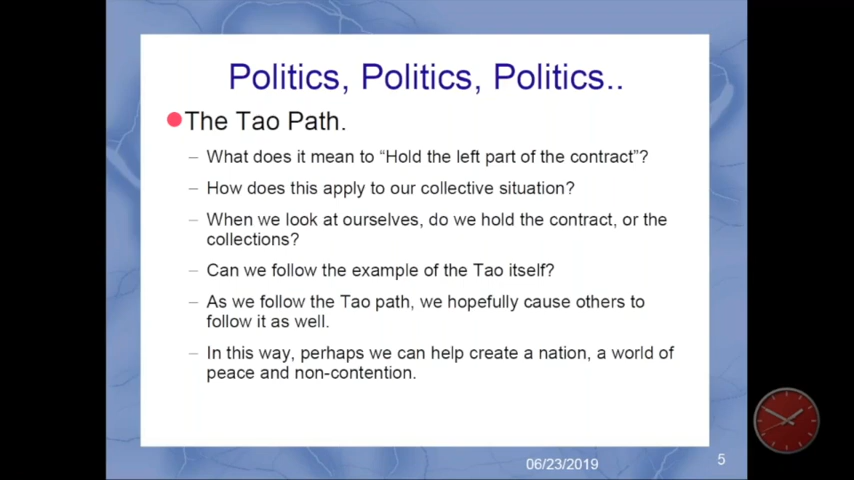 Politics, Politics, Politics..
The Tao Path.
– What does it mean to “Hold the left part of the contract”?
– How does this apply to our collective situation?
– When we look at ourselves, do we hold the contract, or the
collections?
– Can we follow the example of the Tao itself?
– As we follow the Tao path, we hopefully cause others to
follow it as well.
– In this way, perhaps we can help create a nation, a world of
peace and non-contention.
06/23/2019
5